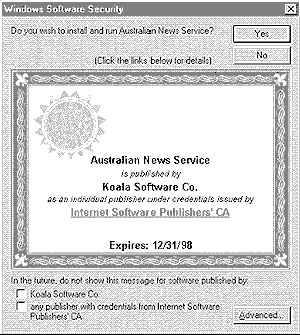 Windows Software Security
Do you wish to install and run Australian News Service?
Yes
No
(Click the links below for details)
Australian News Service
is published by
Koala Software Co.
as an individual publisher under credentials issued by
Internet Software Publishers' CA
Expires: 12/31/98
In the future, do not show this message for software published by:
Koala Software Co.
any publisher with credentials from Internet Software
Publishers' CA
Advanced...